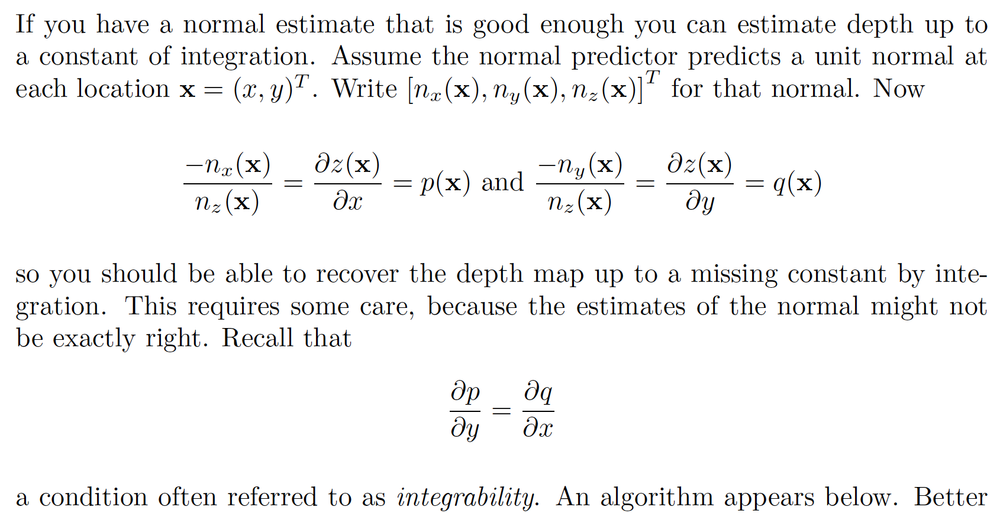 If you have a normal estimate that is good enough you can estimate depth up to
a constant of integration. Assume the normal predictor predicts a unit normal at
each location $\mathbf{x} = (x, y)^T$. Write $[n_x(\mathbf{x}), n_y(\mathbf{x}), n_z(\mathbf{x})]^T$ for that normal. Now
$\frac{-n_x(\mathbf{x})}{n_z(\mathbf{x})} = \frac{\partial z(\mathbf{x})}{\partial x} = p(\mathbf{x})$ and $\frac{-n_y(\mathbf{x})}{n_z(\mathbf{x})} = \frac{\partial z(\mathbf{x})}{\partial y} = q(\mathbf{x})$
so you should be able to recover the depth map up to a missing constant by inte-
gration. This requires some care, because the estimates of the normal might not
be exactly right. Recall that
$\frac{\partial p}{\partial y} = \frac{\partial q}{\partial x}$
a condition often referred to as integrability. An algorithm appears below. Better